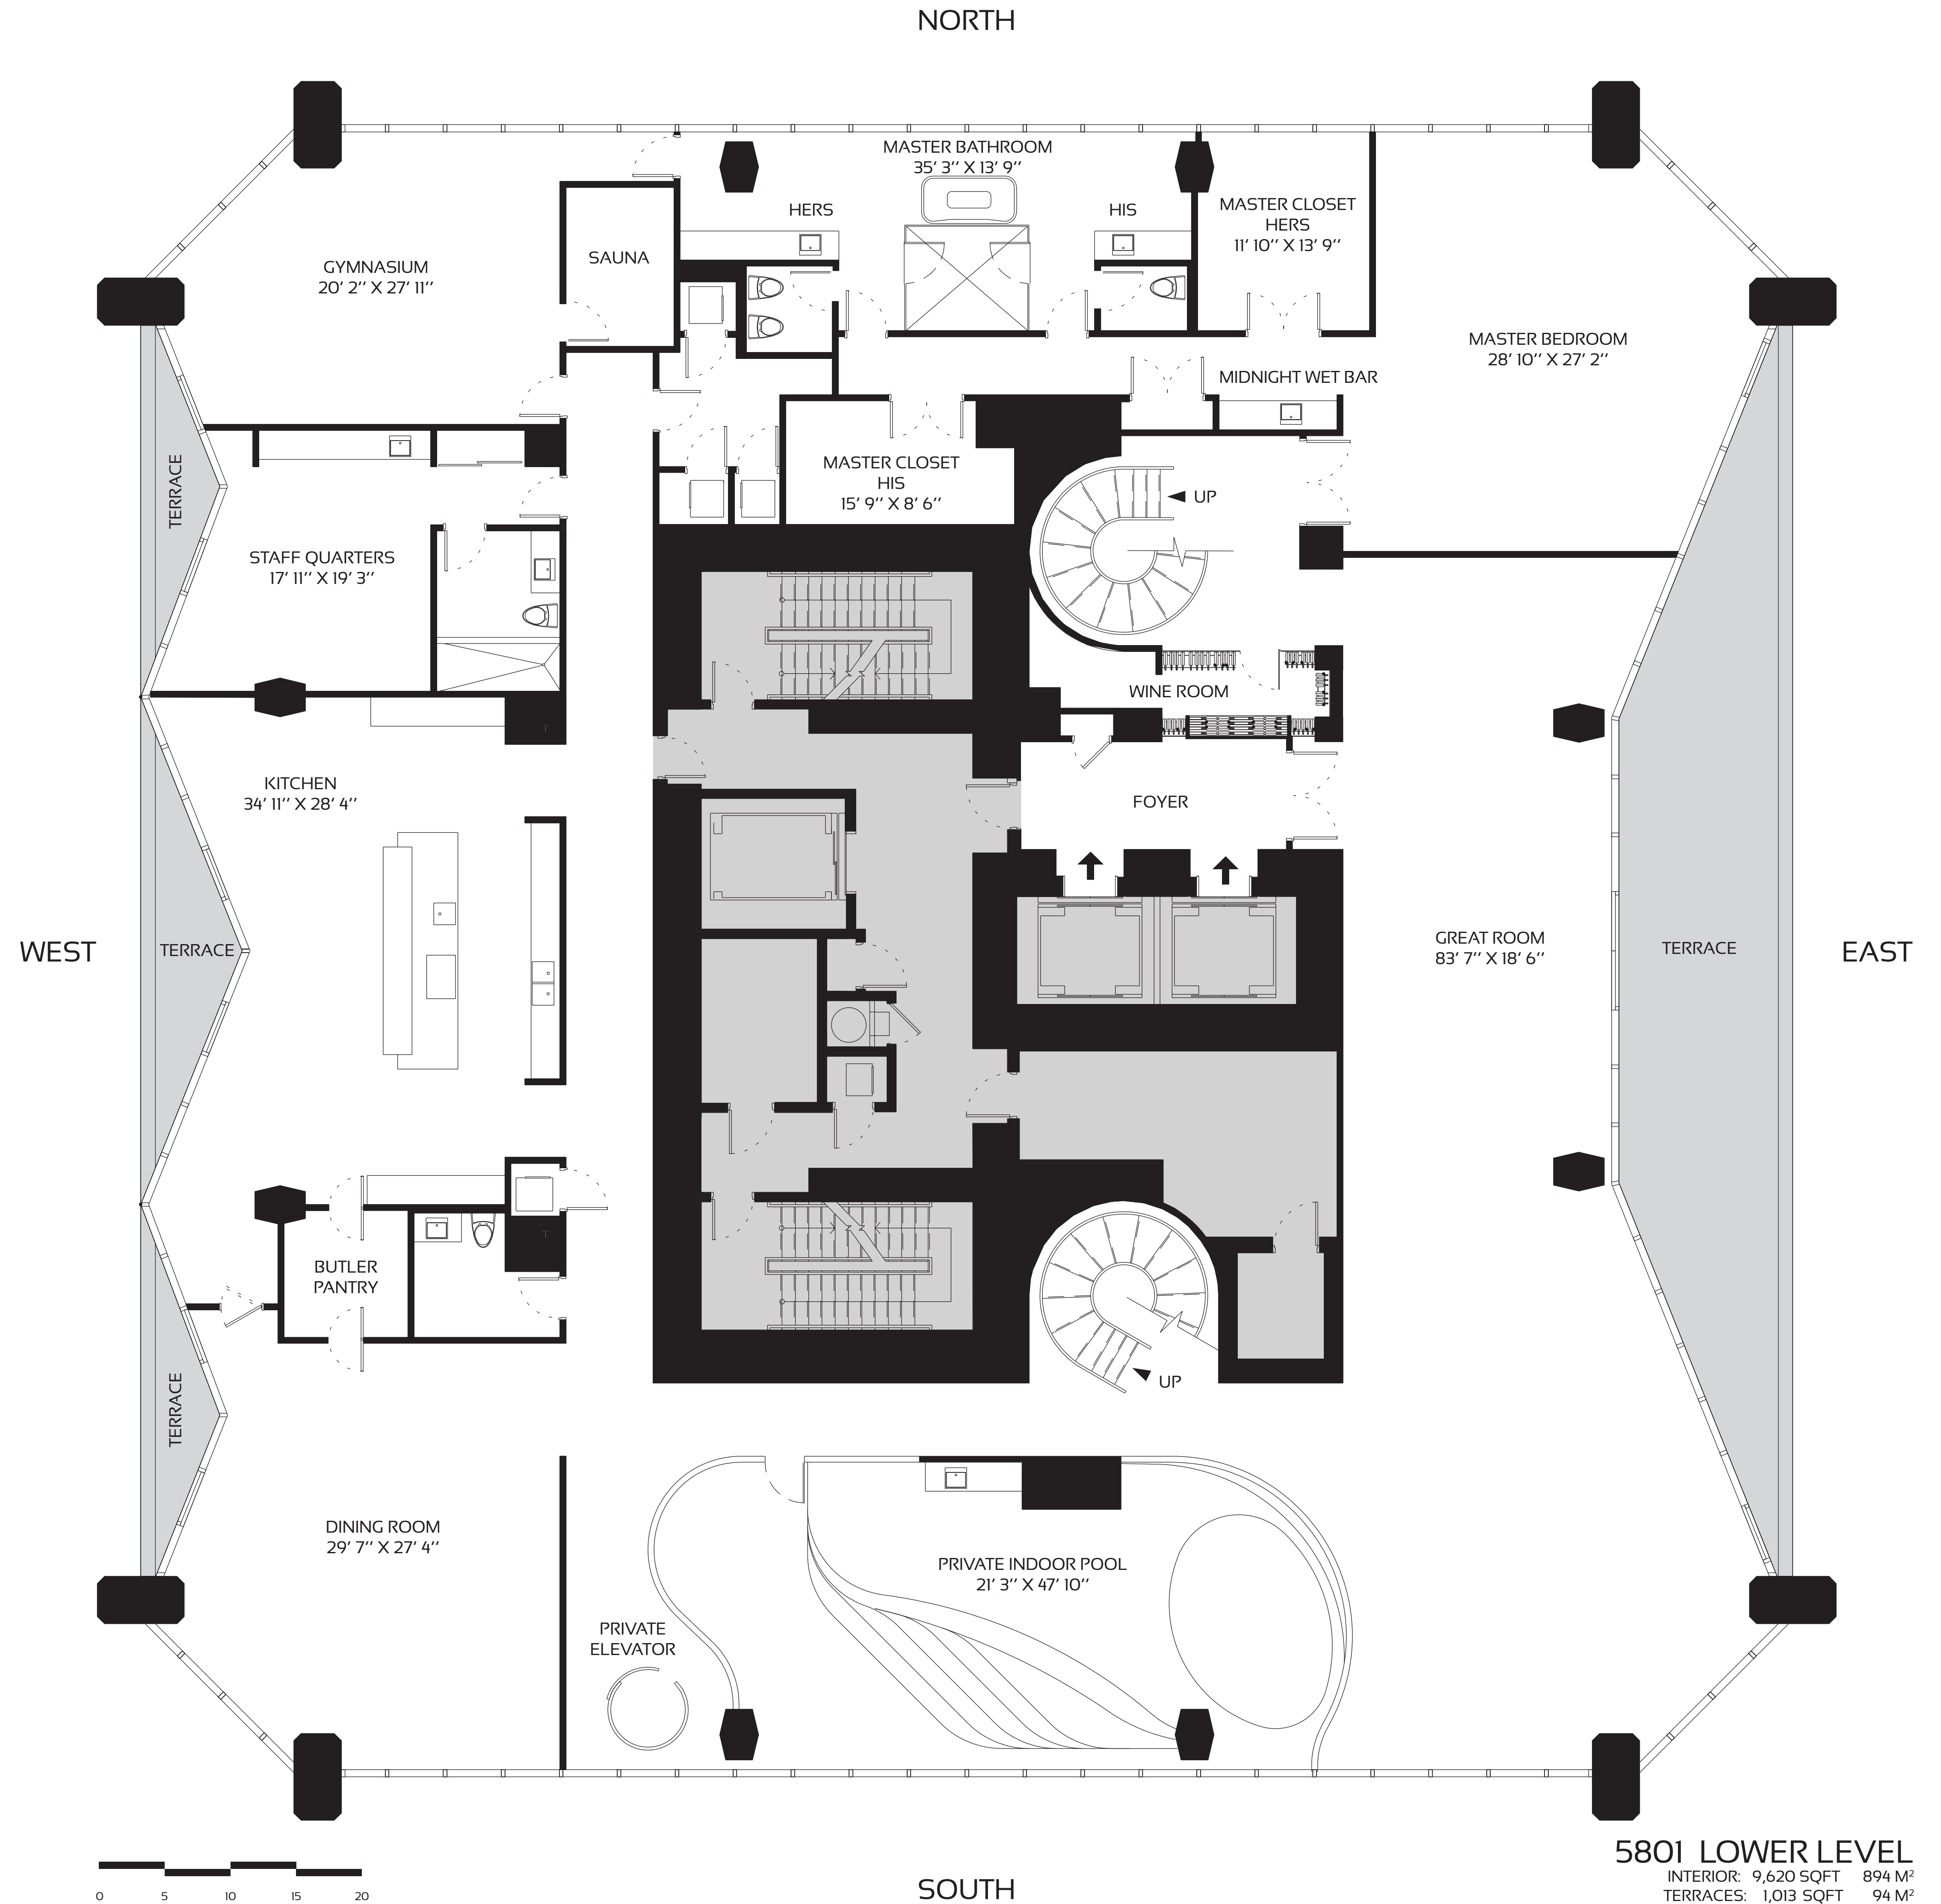 NORTH
MASTER BATHROOM
35' 3'' X 13' 9''
HERS
HIS
MASTER CLOSET
HERS
11' 10'' X 13' 9''
SAUNA
GYMNASIUM
20' 2'' X 27' 11''
MASTER BEDROOM
28' 10'' X 27' 2''
MIDNIGHT WET BAR
MASTER CLOSET
HIS
15' 9'' X 8' 6''
TERRACE
UP
STAFF QUARTERS
17' 11'' X 19' 3''
WINE ROOM
KITCHEN
34' 11'' X 28' 4''
FOYER
WEST
TERRACE
GREAT ROOM
83' 7'' X 18' 6''
TERRACE
EAST
BUTLER
PANTRY
TERRACE
UP
DINING ROOM
29' 7'' X 27' 4''
PRIVATE INDOOR POOL
21' 3'' X 47' 10''
PRIVATE
ELEVATOR
0 5 10 15 20
SOUTH
5801 LOWER LEVEL
INTERIOR: 9,620 SQFT 894 M²
TERRACES: 1,013 SQFT 94 M²